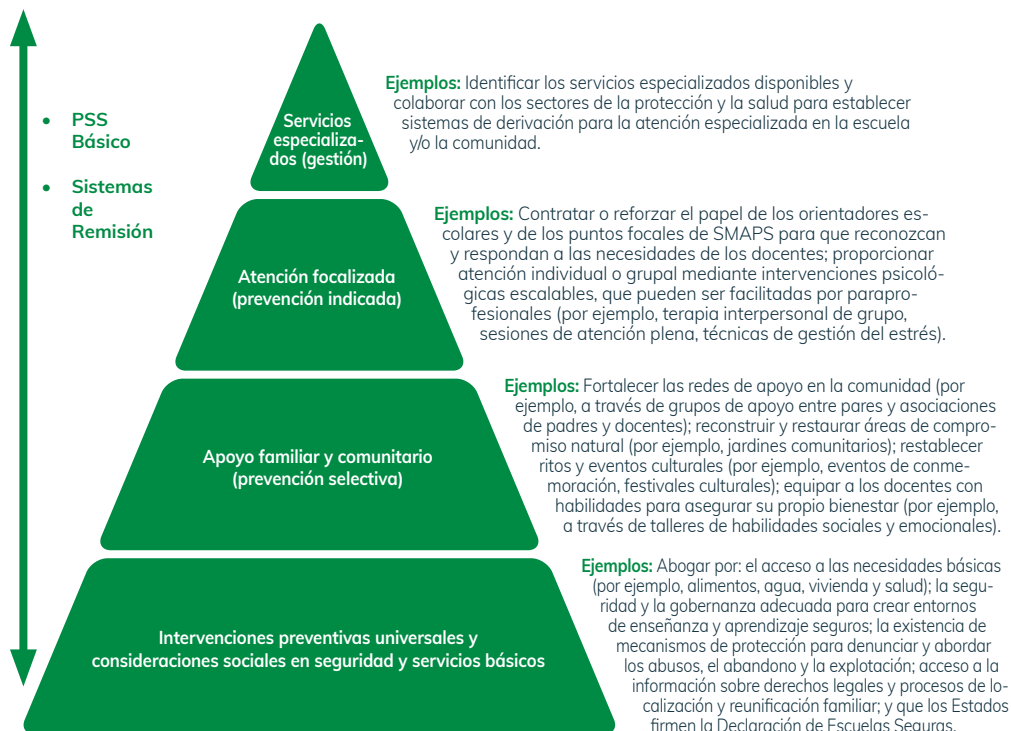 • PSS
Básico
• Sistemas
de
Remisión
Servicios
especializa-
dos (gestión)
Ejemplos: Identificar los servicios especializados disponibles y
colaborar con los sectores de la protección y la salud para establecer
sistemas de derivación para la atención especializada en la escuela
y/o la comunidad.
Atención focalizada
(prevención indicada)
Ejemplos: Contratar o reforzar el papel de los orientadores es-
colares y de los puntos focales de SMAPS para que reconozcan
y respondan a las necesidades de los docentes; proporcionar
atención individual o grupal mediante intervenciones psicoló-
gicas escalables, que pueden ser facilitadas por parapro-
fesionales (por ejemplo, terapia interpersonal de grupo,
sesiones de atención plena, técnicas de gestión del estrés).
Apoyo familiar y comunitario
(prevención selectiva)
Ejemplos: Fortalecer las redes de apoyo en la comunidad (por
ejemplo, a través de grupos de apoyo entre pares y asociaciones
de padres y docentes); reconstruir y restaurar áreas de compro-
miso natural (por ejemplo, jardines comunitarios); restablecer
ritos y eventos culturales (por ejemplo, eventos de conme-
moración, festivales culturales); equipar a los docentes con
habilidades para asegurar su propio bienestar (por ejemplo,
a través de talleres de habilidades sociales y emocionales).
Intervenciones preventivas universales y
consideraciones sociales en seguridad y servicios básicos
Ejemplos: Abogar por: el acceso a las necesidades básicas
(por ejemplo, alimentos, agua, vivienda y salud); la segu-
ridad y la gobernanza adecuada para crear entornos
de enseñanza y aprendizaje seguros; la existencia de
mecanismos de protección para denunciar y abordar
los abusos, el abandono y la explotación; acceso a la
información sobre derechos legales y procesos de lo-
calización y reunificación familiar; y que los Estados
firmen la Declaración de Escuelas Seguras.